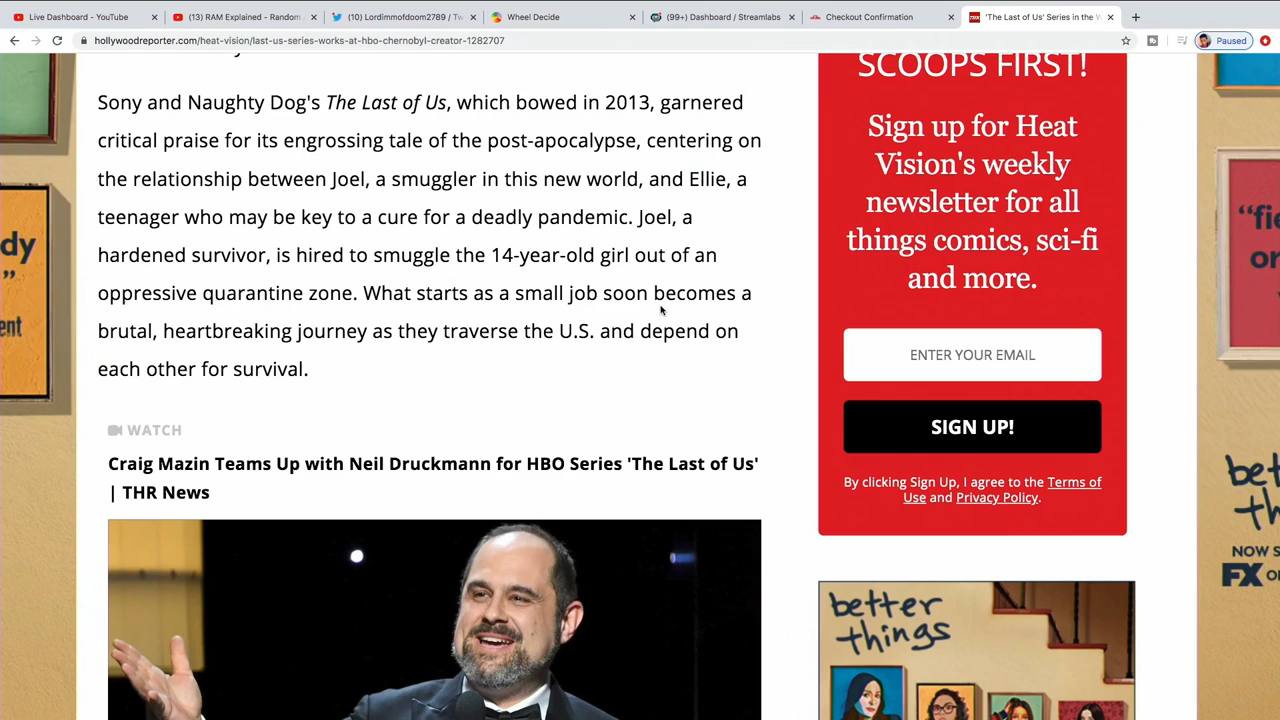 Live Dashboard - YouTube
(13) RAM Explained - Random
(10) Lordimmofdoom2789 / Tw
Wheel Decide
(99+) Dashboard / Streamlabs
Checkout Confirmation
'The Last of Us' Series in the W
hollywoodreporter.com/heat-vision/last-us-series-works-at-hbo-chernobyl-creator-1282707
Paused
Sony and Naughty Dog's The Last of Us, which bowed in 2013, garnered
critical praise for its engrossing tale of the post-apocalypse, centering on
the relationship between Joel, a smuggler in this new world, and Ellie, a
teenager who may be key to a cure for a deadly pandemic. Joel, a
hardened survivor, is hired to smuggle the 14-year-old girl out of an
oppressive quarantine zone. What starts as a small job soon becomes a
brutal, heartbreaking journey as they traverse the U.S. and depend on
each other for survival.
WATCH
Craig Mazin Teams Up with Neil Druckmann for HBO Series 'The Last of Us'
| THR News
SCOOPS FIRST!
Sign up for Heat
Vision's weekly
newsletter for all
things comics, sci-fi
and more.
ENTER YOUR EMAIL
SIGN UP!
By clicking Sign Up, I agree to the Terms of
Use and Privacy Policy.
better
things
NOW S
FX